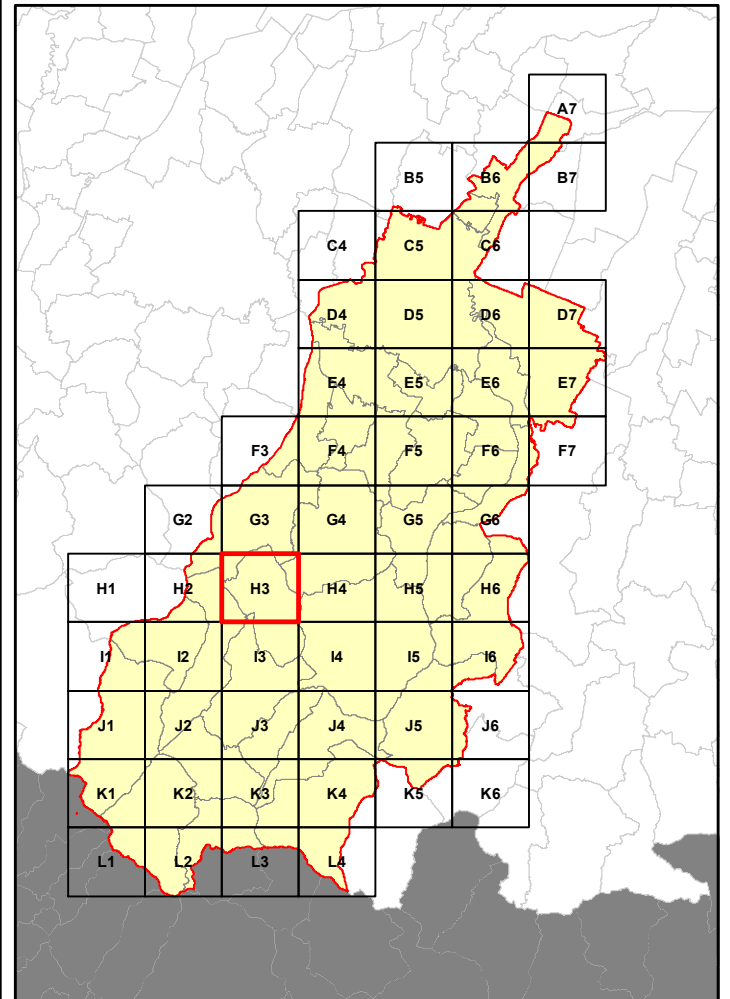 A7
B5 B6 B7
C4 C5 C6
D4 D5 D6 D7
E4 E5 E6 E7
F3 F4 F5 F6 F7
G2 G3 G4 G5 G6
H1 H2 H3 H4 H5 H6
I1 I2 I3 I4 I5 I6
J1 J2 J3 J4 J5 J6
K1 K2 K3 K4 K5 K6
L1 L2 L3 L4